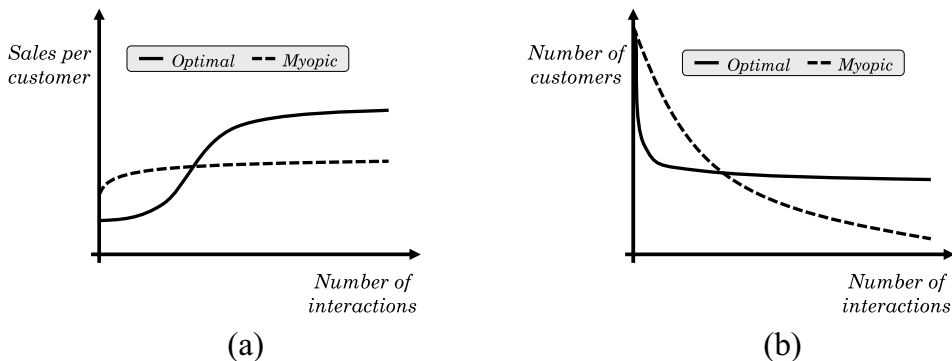 Sales per
customer
Optimal Myopic
Number of
interactions
(a)
Number of
customers
Optimal Myopic
Number of
interactions
(b)